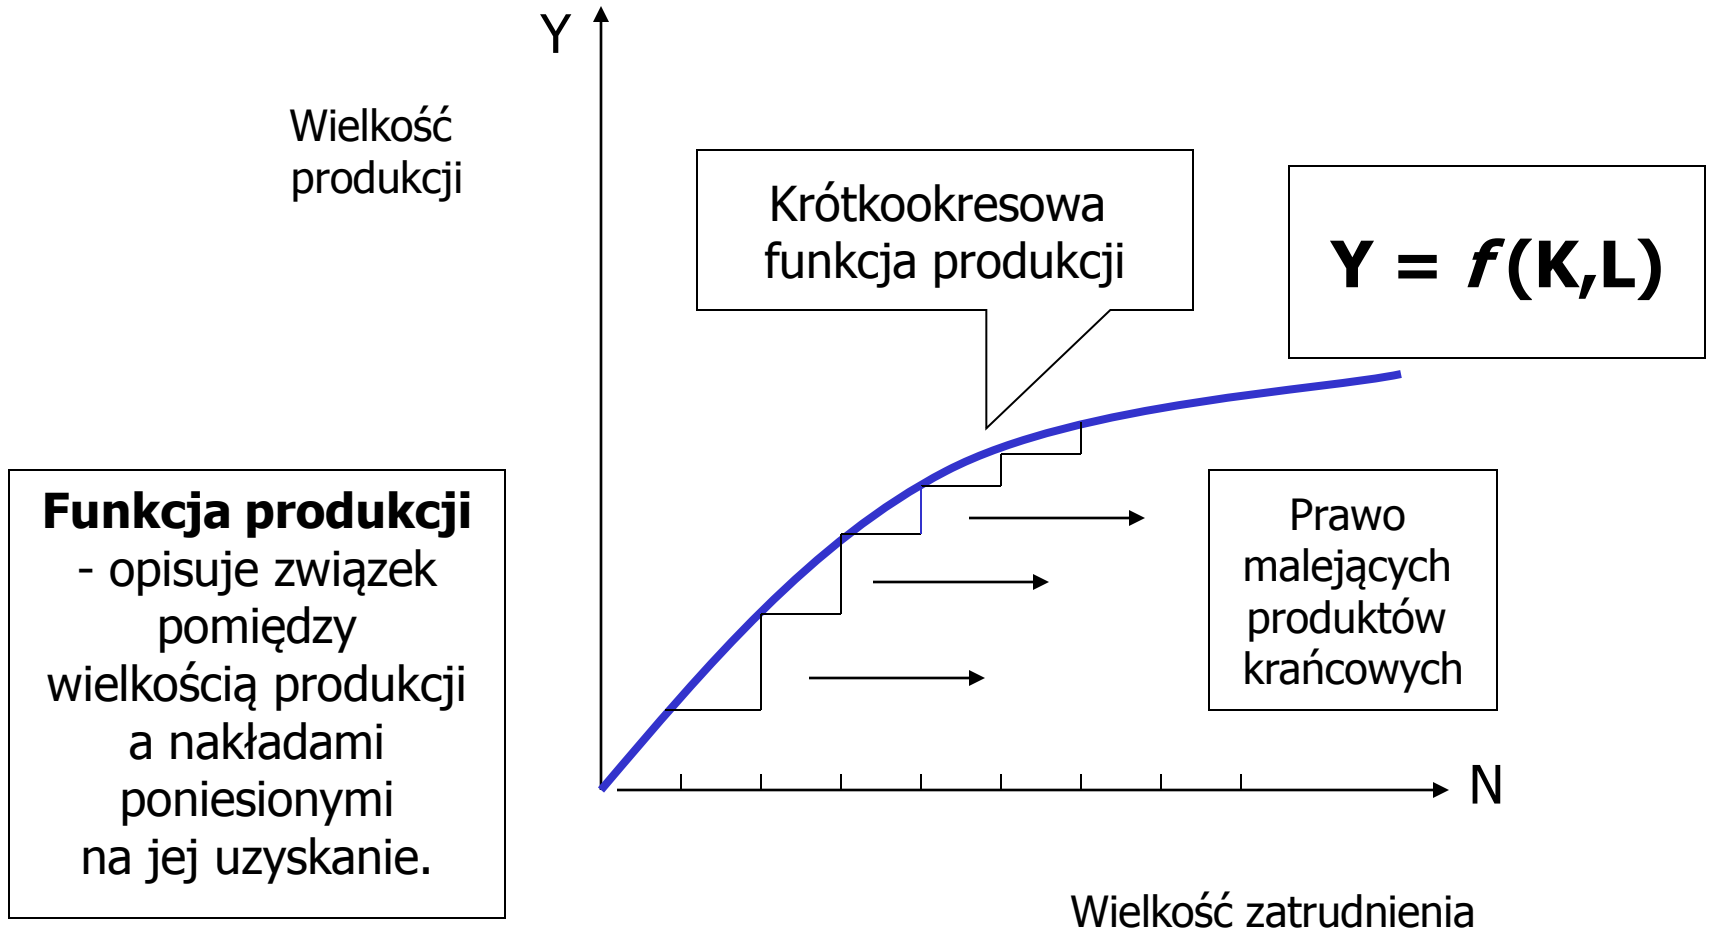 Y
Wielkość
produkcji
Krótkookresowa
funkcja produkcji
Y = f (K,L)
Funkcja produkcji
- opisuje związek
pomiędzy
wielkością produkcji
a nakładami
poniesionymi
na jej uzyskanie.
Prawo
malejących
produktów
krańcowych
N
Wielkość zatrudnienia